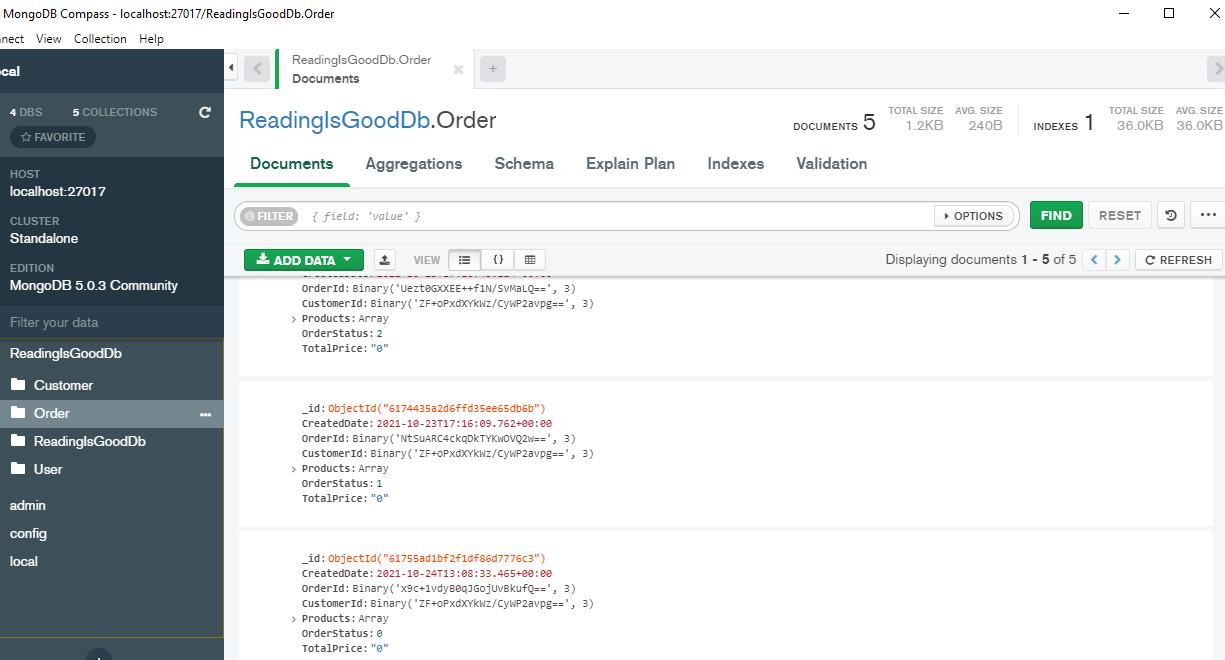 MongoDB Compass - localhost:27017/ReadingIsGoodDb.Order
nect View Collection Help
cal
4 DBS 5 COLLECTIONS
FAVORITE
HOST
localhost:27017
CLUSTER
Standalone
EDITION
MongoDB 5.0.3 Community
Filter your data
ReadingIsGoodDb
Customer
Order
ReadingIsGoodDb
User
admin
config
local
ReadingIsGoodDb.Order
Documents
ReadingIsGoodDb.Order
DOCUMENTS 5 TOTAL SIZE 1.2KB AVG. SIZE 240B INDEXES 1 TOTAL SIZE 36.0KB AVG. SIZE 36.0KB
Documents Aggregations Schema Explain Plan Indexes Validation
FILTER { field: 'value' } OPTIONS FIND RESET
ADD DATA VIEW {} Displaying documents 1 - 5 of 5 REFRESH
OrderId: Binary('Uezt0GXXEE++f1N/SvMaLQ==', 3)
CustomerId: Binary('ZF+oPxdXYkWz/CyWP2avpg==', 3)
Products: Array
OrderStatus: 2
TotalPrice: "0"
_id: ObjectId("6174435a2d6ffd35ee65db6b")
CreatedDate: 2021-10-23T17:16:09.762+00:00
OrderId: Binary('NtSuARC4ckqDkTYKwOVQ2w==', 3)
CustomerId: Binary('ZF+oPxdXYkWz/CyWP2avpg==', 3)
Products: Array
OrderStatus: 1
TotalPrice: "0"
_id: ObjectId("61755ad1bf2f1df86d7776c3")
CreatedDate: 2021-10-24T13:08:33.465+00:00
OrderId: Binary('x9c+1vdyB0qJGojUvBkufQ==', 3)
CustomerId: Binary('ZF+oPxdXYkWz/CyWP2avpg==', 3)
Products: Array
OrderStatus: 0
TotalPrice: "0"